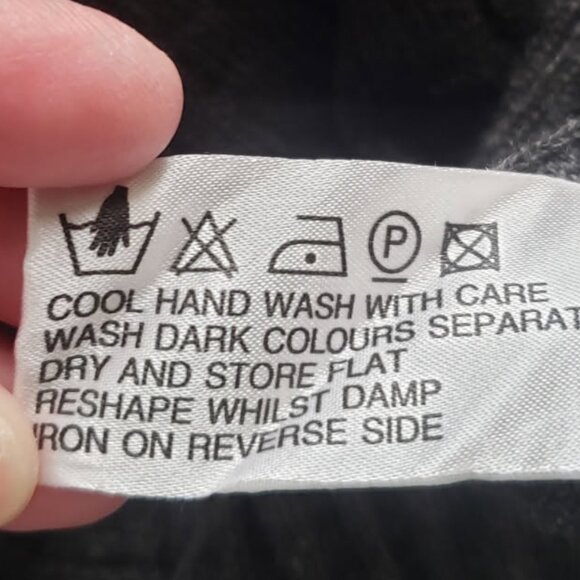 P
COOL HAND WASH WITH CARE
WASH DARK COLOURS SEPARAT
DRY AND STORE FLAT
RESHAPE WHILST DAMP
IRON ON REVERSE SIDE